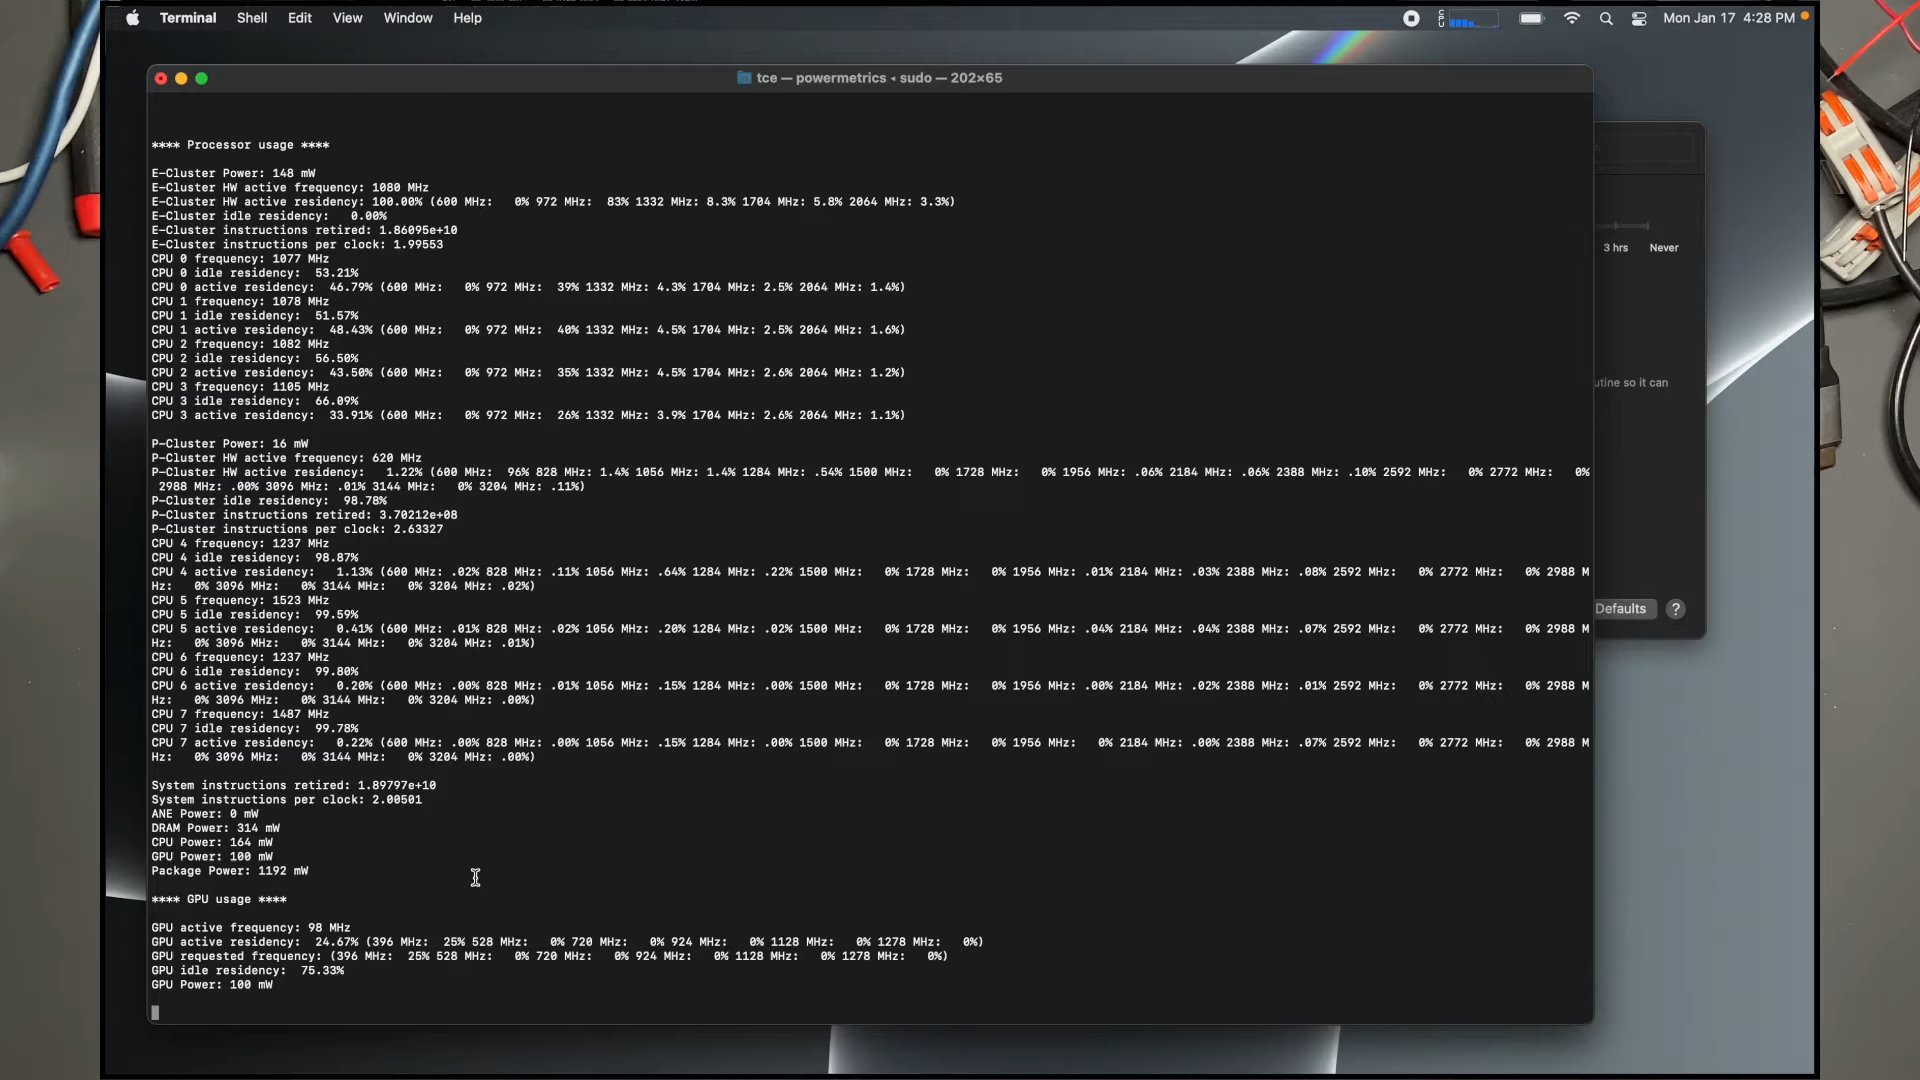 Terminal Shell Edit View Window Help
CPU
Mon Jan 17 4:28 PM
tce — powermetrics ◂ sudo — 202×65
**** Processor usage ****
E-Cluster Power: 148 mW
E-Cluster HW active frequency: 1080 MHz
E-Cluster HW active residency: 100.00% (600 MHz:   0% 972 MHz:  83% 1332 MHz: 8.3% 1704 MHz: 5.8% 2064 MHz: 3.3%)
E-Cluster idle residency:   0.00%
E-Cluster instructions retired: 1.86095e+10
E-Cluster instructions per clock: 1.99553
CPU 0 frequency: 1077 MHz
CPU 0 idle residency:  53.21%
CPU 0 active residency:  46.79% (600 MHz:   0% 972 MHz:  39% 1332 MHz: 4.3% 1704 MHz: 2.5% 2064 MHz: 1.4%)
CPU 1 frequency: 1078 MHz
CPU 1 idle residency:  51.57%
CPU 1 active residency:  48.43% (600 MHz:   0% 972 MHz:  40% 1332 MHz: 4.5% 1704 MHz: 2.5% 2064 MHz: 1.6%)
CPU 2 frequency: 1082 MHz
CPU 2 idle residency:  56.50%
CPU 2 active residency:  43.50% (600 MHz:   0% 972 MHz:  35% 1332 MHz: 4.5% 1704 MHz: 2.6% 2064 MHz: 1.2%)
CPU 3 frequency: 1105 MHz
CPU 3 idle residency:  66.09%
CPU 3 active residency:  33.91% (600 MHz:   0% 972 MHz:  26% 1332 MHz: 3.9% 1704 MHz: 2.6% 2064 MHz: 1.1%)
P-Cluster Power: 16 mW
P-Cluster HW active frequency: 620 MHz
P-Cluster HW active residency:   1.22% (600 MHz:  96% 828 MHz: 1.4% 1056 MHz: 1.4% 1284 MHz: .54% 1500 MHz:   0% 1728 MHz:   0% 1956 MHz: .06% 2184 MHz: .06% 2388 MHz: .10% 2592 MHz:   0% 2772 MHz:   0%
2988 MHz: .00% 3096 MHz: .01% 3144 MHz:   0% 3204 MHz: .11%)
P-Cluster idle residency:  98.78%
P-Cluster instructions retired: 3.70212e+08
P-Cluster instructions per clock: 2.63327
CPU 4 frequency: 1237 MHz
CPU 4 idle residency:  98.87%
CPU 4 active residency:   1.13% (600 MHz: .02% 828 MHz: .11% 1056 MHz: .64% 1284 MHz: .22% 1500 MHz:   0% 1728 MHz:   0% 1956 MHz: .01% 2184 MHz: .03% 2388 MHz: .08% 2592 MHz:   0% 2772 MHz:   0% 2988 M
Hz:   0% 3096 MHz:   0% 3144 MHz:   0% 3204 MHz: .02%)
CPU 5 frequency: 1523 MHz
CPU 5 idle residency:  99.59%
CPU 5 active residency:   0.41% (600 MHz: .01% 828 MHz: .02% 1056 MHz: .20% 1284 MHz: .02% 1500 MHz:   0% 1728 MHz:   0% 1956 MHz: .04% 2184 MHz: .04% 2388 MHz: .07% 2592 MHz:   0% 2772 MHz:   0% 2988 M
Hz:   0% 3096 MHz:   0% 3144 MHz:   0% 3204 MHz: .01%)
CPU 6 frequency: 1237 MHz
CPU 6 idle residency:  99.80%
CPU 6 active residency:   0.20% (600 MHz: .00% 828 MHz: .01% 1056 MHz: .15% 1284 MHz: .00% 1500 MHz:   0% 1728 MHz:   0% 1956 MHz: .00% 2184 MHz: .02% 2388 MHz: .01% 2592 MHz:   0% 2772 MHz:   0% 2988 M
Hz:   0% 3096 MHz:   0% 3144 MHz:   0% 3204 MHz: .00%)
CPU 7 frequency: 1487 MHz
CPU 7 idle residency:  99.78%
CPU 7 active residency:   0.22% (600 MHz: .00% 828 MHz: .00% 1056 MHz: .15% 1284 MHz: .00% 1500 MHz:   0% 1728 MHz:   0% 1956 MHz:   0% 2184 MHz: .00% 2388 MHz: .07% 2592 MHz:   0% 2772 MHz:   0% 2988 M
Hz:   0% 3096 MHz:   0% 3144 MHz:   0% 3204 MHz: .00%)
System instructions retired: 1.89797e+10
System instructions per clock: 2.00501
ANE Power: 0 mW
DRAM Power: 314 mW
CPU Power: 164 mW
GPU Power: 100 mW
Package Power: 1192 mW
**** GPU usage ****
GPU active frequency: 98 MHz
GPU active residency:  24.67% (396 MHz:  25% 528 MHz:   0% 720 MHz:   0% 924 MHz:   0% 1128 MHz:   0% 1278 MHz:   0%)
GPU requested frequency: (396 MHz:  25% 528 MHz:   0% 720 MHz:   0% 924 MHz:   0% 1128 MHz:   0% 1278 MHz:   0%)
GPU idle residency:  75.33%
GPU Power: 100 mW
3 hrs Never
utine so it can
Defaults ?